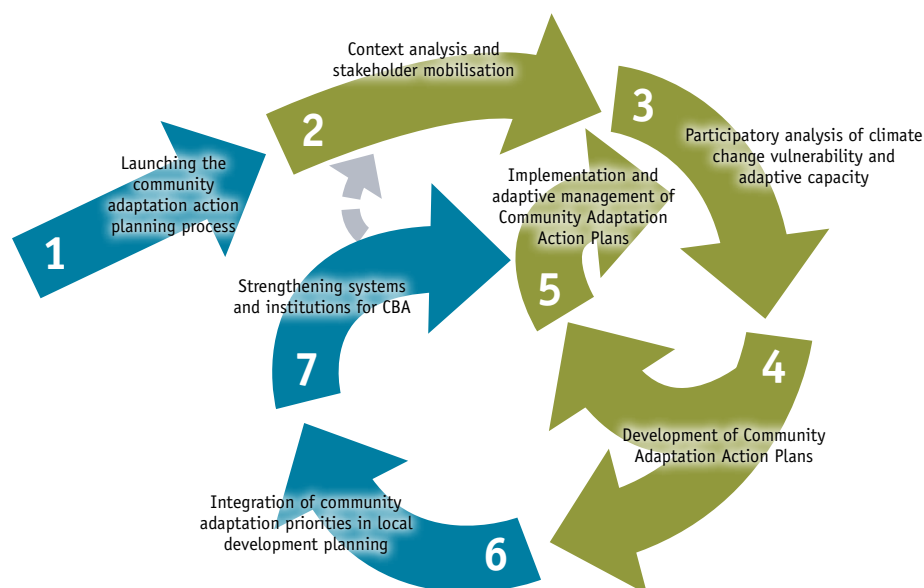 1
Launching the
community
adaptation action
planning process
2
Context analysis and
stakeholder mobilisation
3
Participatory analysis of climate
change vulnerability and
adaptive capacity
4
Development of Community
Adaptation Action Plans
5
Implementation and
adaptive management of
Community Adaptation
Action Plans
6
Integration of community
adaptation priorities in local
development planning
7
Strengthening systems
and institutions for CBA